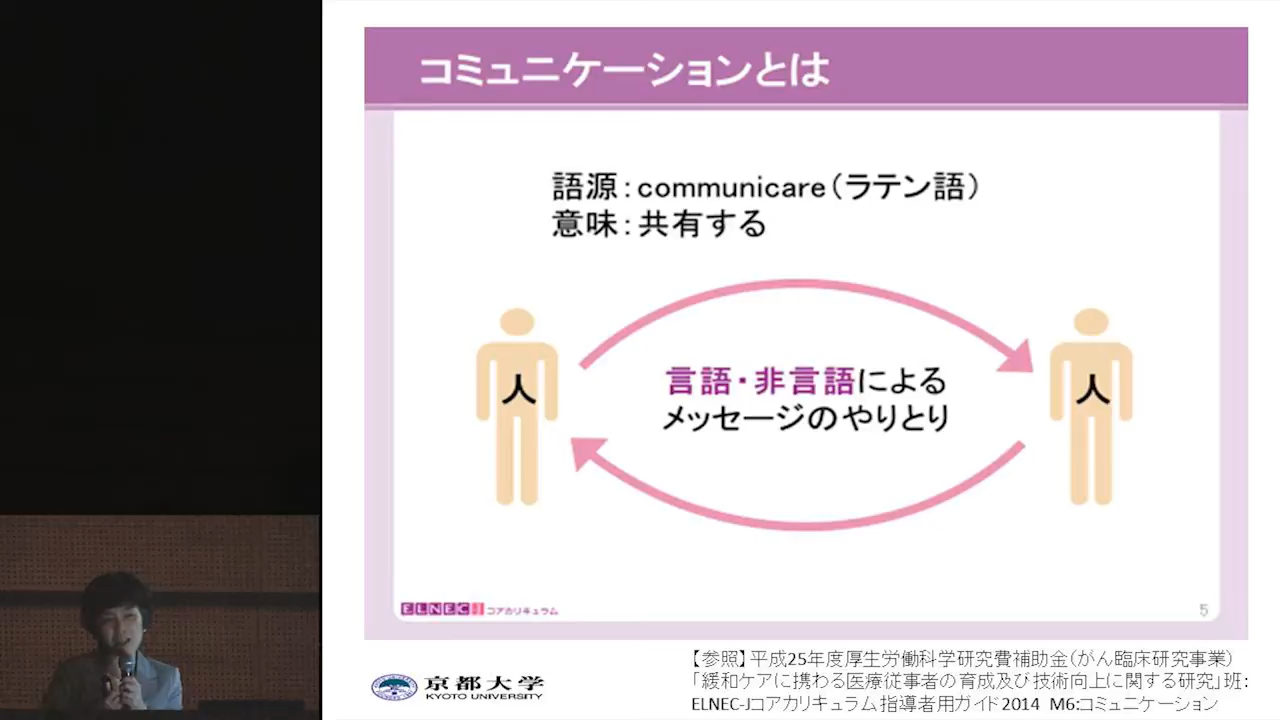 コミュニケーションとは
語源：communicare（ラテン語）
意味：共有する
人
言語・非言語による
メッセージのやりとり
人
ELNEC J コアカリキュラム
5
京都大学
KYOTO UNIVERSITY
【参照】平成25年度厚生労働科学研究費補助金（がん臨床研究事業）
「緩和ケアに携わる医療従事者の育成及び技術向上に関する研究」班：
ELNEC-Jコアカリキュラム指導者用ガイド2014 M6:コミュニケーション